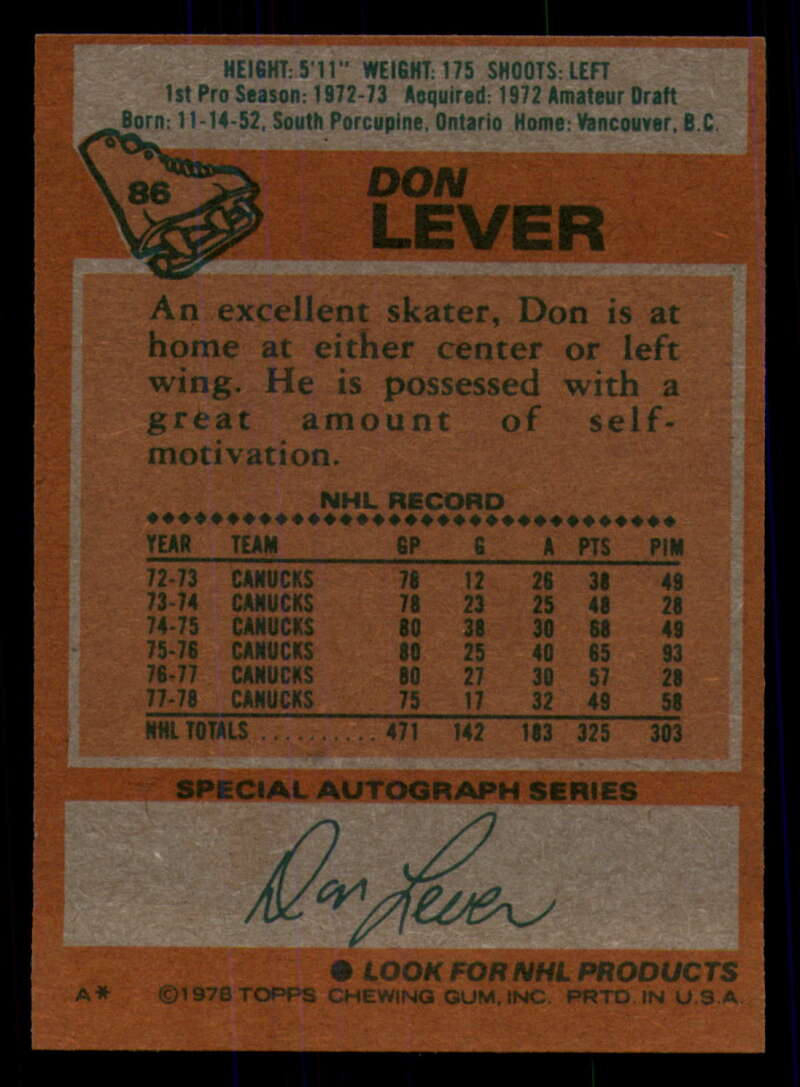 HEIGHT: 5'11" WEIGHT: 175 SHOOTS: LEFT
1st Pro Season: 1972-73 Acquired: 1972 Amateur Draft
Born: 11-14-52, South Porcupine, Ontario Home: Vancouver, B.C.
86
DON
LEVER
An excellent skater, Don is at
home at either center or left
wing. He is possessed with a
great amount of self-
motivation.
NHL RECORD
YEAR TEAM GP G A PTS PIM
72-73 CANUCKS 78 12 26 38 49
73-74 CANUCKS 78 23 25 48 28
74-75 CANUCKS 80 38 30 68 49
75-76 CANUCKS 80 25 40 65 93
76-77 CANUCKS 80 27 30 57 28
77-78 CANUCKS 75 17 32 49 58
NHL TOTALS .......... 471 142 183 325 303
SPECIAL AUTOGRAPH SERIES
Don Lever
LOOK FOR NHL PRODUCTS
A* ©1978 TOPPS CHEWING GUM, INC. PRTD. IN U.S.A.